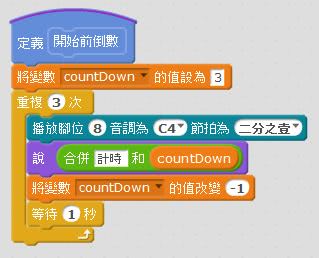 定義 開始前倒數
將變數 countDown 的值設為 3
重複 3 次
播放腳位 8 音調為 C4 節拍為 二分之壹
說 合併 計時 和 countDown
將變數 countDown 的值改變 -1
等待 1 秒